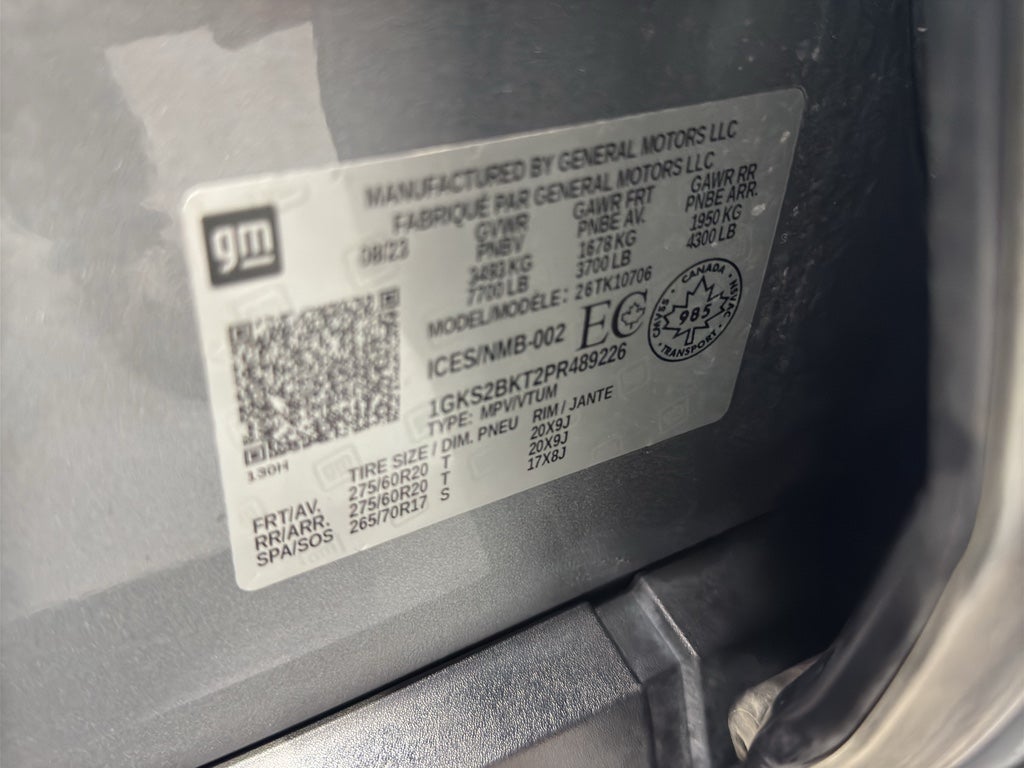 gm
MANUFACTURED BY GENERAL MOTORS LLC
FABRIQUÉ PAR GENERAL MOTORS LLC
08/23
GVWR
PNBV
3493 KG
7700 LB
GAWR FRT
PNBE AV.
1678 KG
3700 LB
GAWR RR
PNBE ARR.
1950 KG
4300 LB
MODEL/MODÈLE: 26TK10706
ICES/NMB-002
EC
CANADA
985
TRANSPORT
1GKS2BKT2PR489226
TYPE: MPV/VTUM
TIRE SIZE / DIM. PNEU RIM / JANTE
FRT/AV. 275/60R20 T 20X9J
RR/ARR. 275/60R20 T 20X9J
SPA/SOS 265/70R17 S 17X8J